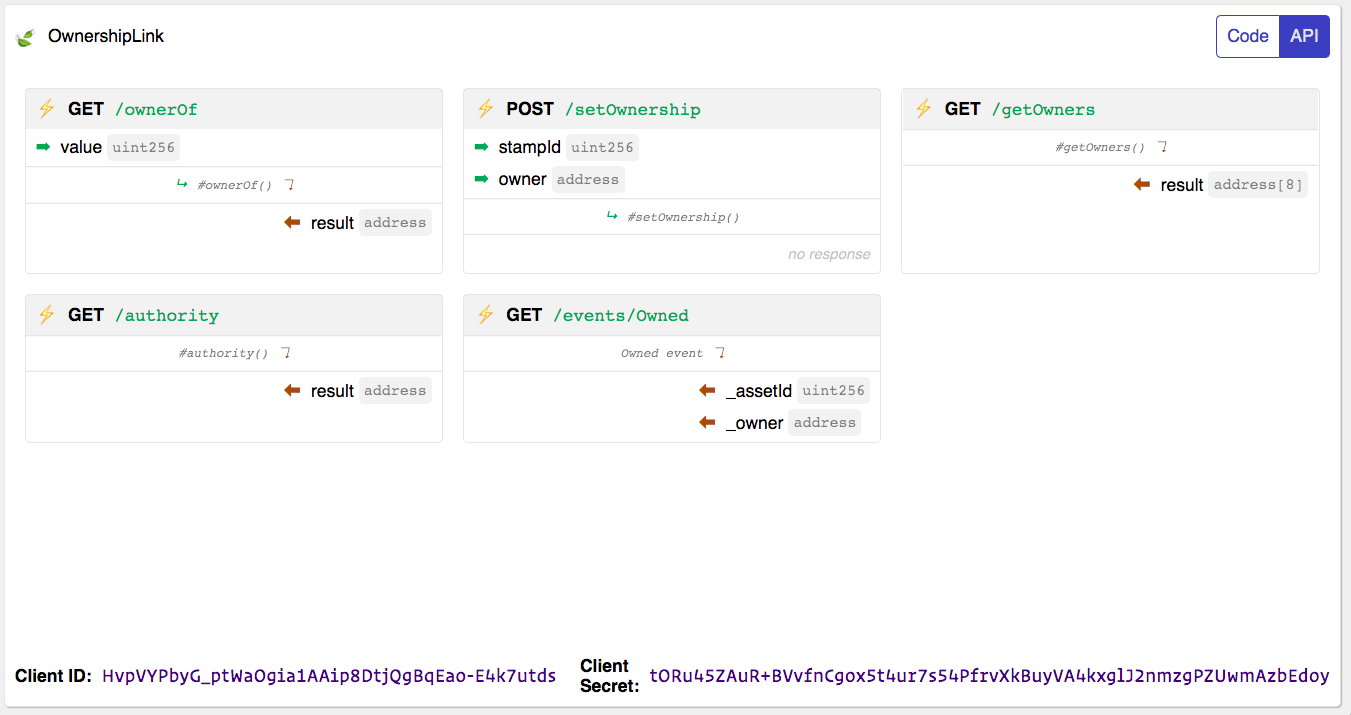 OwnershipLink
Code API
GET /ownerOf
value uint256
#ownerOf()
result address
POST /setOwnership
stampId uint256
owner address
#setOwnership()
no response
GET /getOwners
#getOwners()
result address[8]
GET /authority
#authority()
result address
GET /events/Owned
Owned event
_assetId uint256
_owner address
Client ID: HvpVYPbyG_ptWaOgia1AAip8DtjQgBqEao-E4k7utds
Client
Secret: tORu45ZAuR+BVvfnCgox5t4ur7s54PfrvXkBuyVA4kxglJ2nmzgPZUwmAzbEdoy